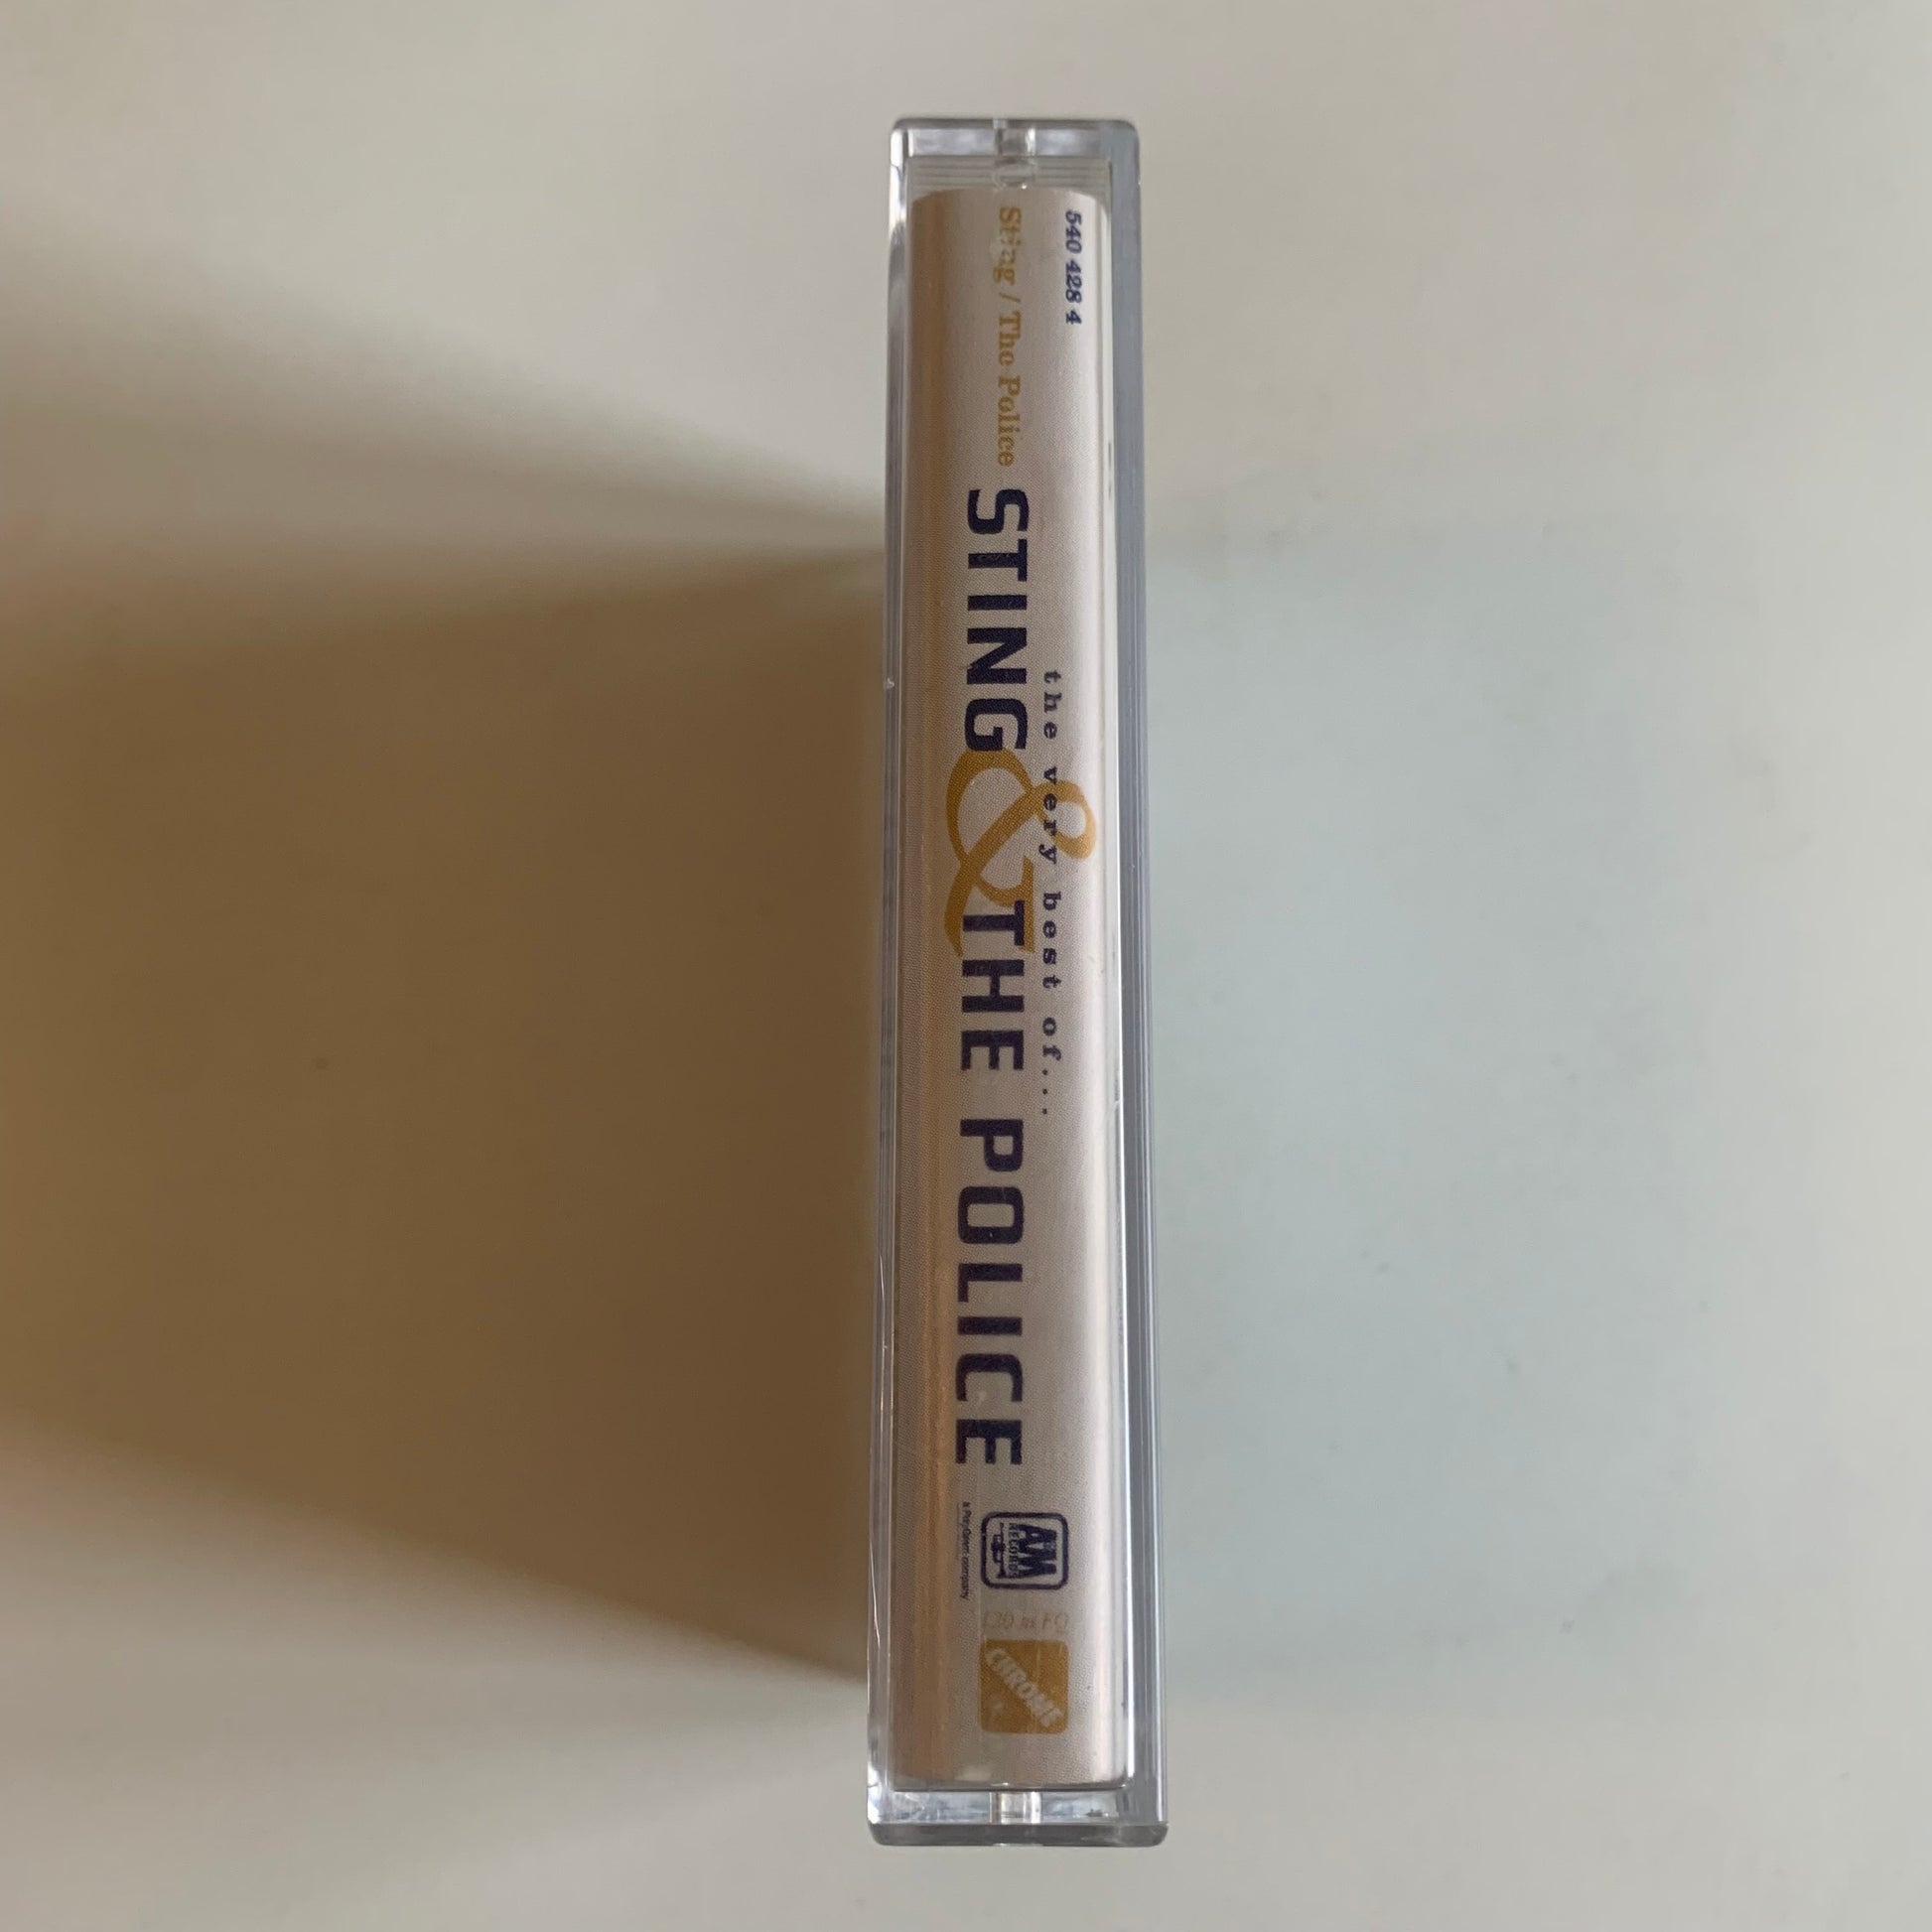 540 428 4
Sting / The Police
the very best of...
STING & THE POLICE
A&M
RECORDS
a PolyGram company
CHROME